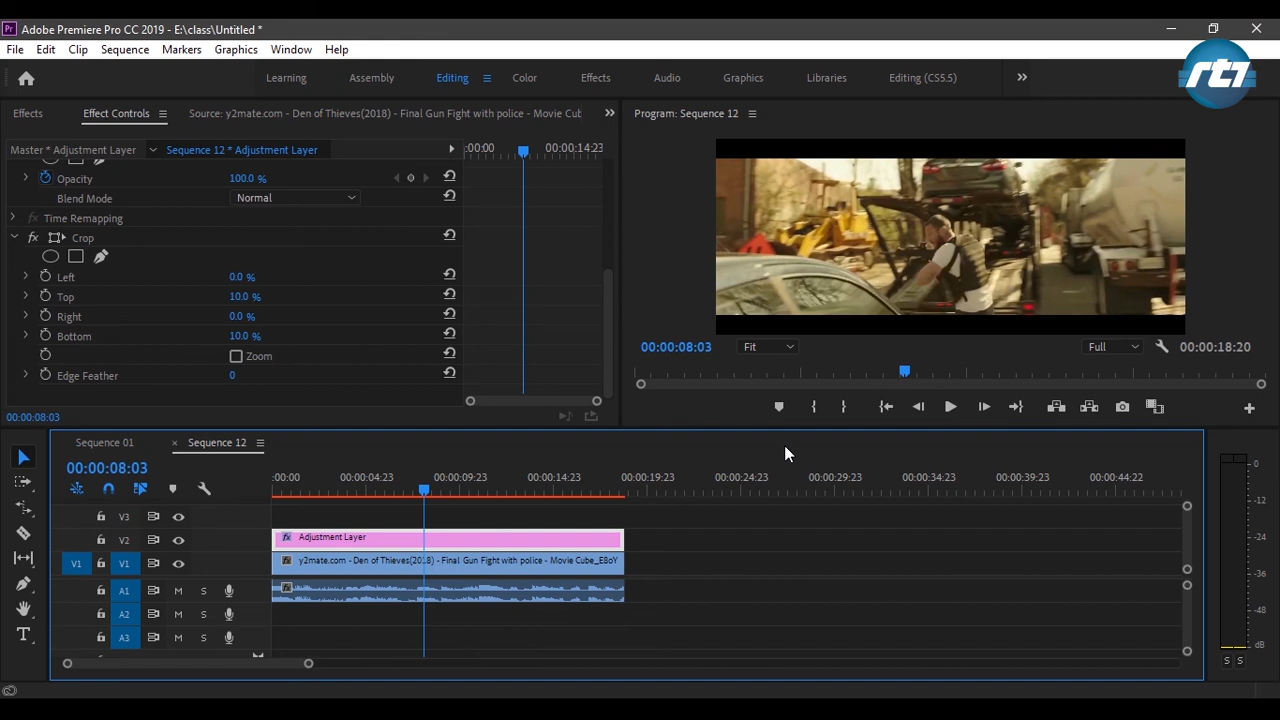 Adobe Premiere Pro CC 2019 - E:\class\Untitled *
File Edit Clip Sequence Markers Graphics Window Help
rti
Learning Assembly Editing Color Effects Audio Graphics Libraries Editing (CS5.5)
Effects Effect Controls Source: y2mate.com - Den of Thieves(2018) - Final Gun Fight with police - Movie Cut
Program: Sequence 12
Master * Adjustment Layer Sequence 12 * Adjustment Layer
:00:00 00:00:14:23
Opacity 100.0 %
Blend Mode Normal
fx Time Remapping
fx Crop
Left 0.0 %
Top 10.0 %
Right 0.0 %
Bottom 10.0 %
Zoom
Edge Feather 0
00:00:08:03
00:00:08:03 Fit Full 00:00:18:20
Sequence 01 × Sequence 12
00:00:08:03
:00:00 00:00:04:23 00:00:09:23 00:00:14:23 00:00:19:23 00:00:24:23 00:00:29:23 00:00:34:23 00:00:39:23 00:00:44:22
V3
V2 fx Adjustment Layer
V1 V1 fx y2mate.com - Den of Thieves(2018) - Final Gun Fight with police - Movie Cube_E8oY
A1 M S fx
A2 M S
A3 M S
0
-12
-24
-36
-48
dB
S S